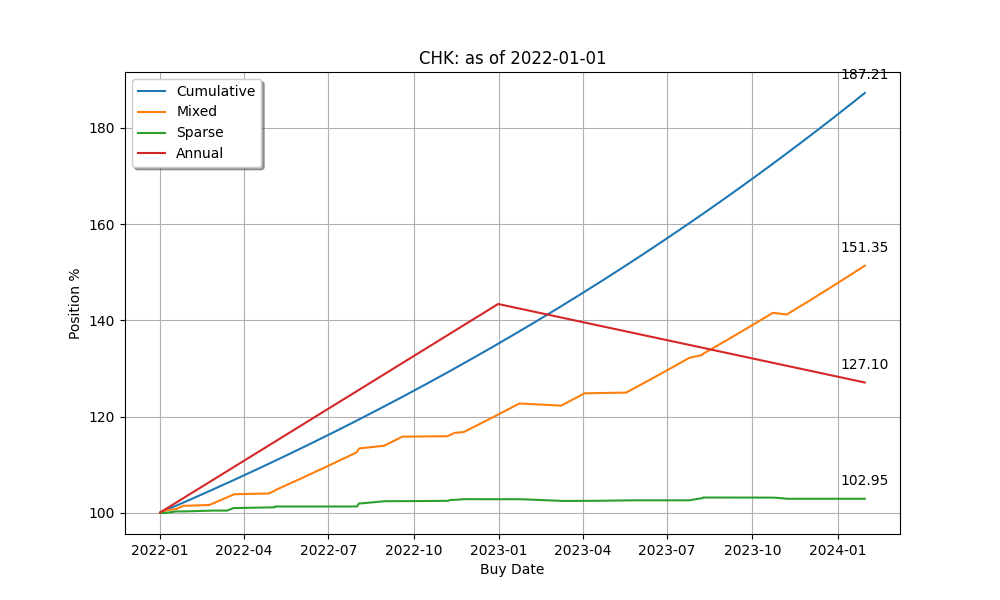 CHK: as of 2022-01-01
187.21
Cumulative
Mixed
Sparse
Annual
180
160
151.35
140
127.10
120
102.95
100
Position %
2022-01 2022-04 2022-07 2022-10 2023-01 2023-04 2023-07 2023-10 2024-01
Buy Date